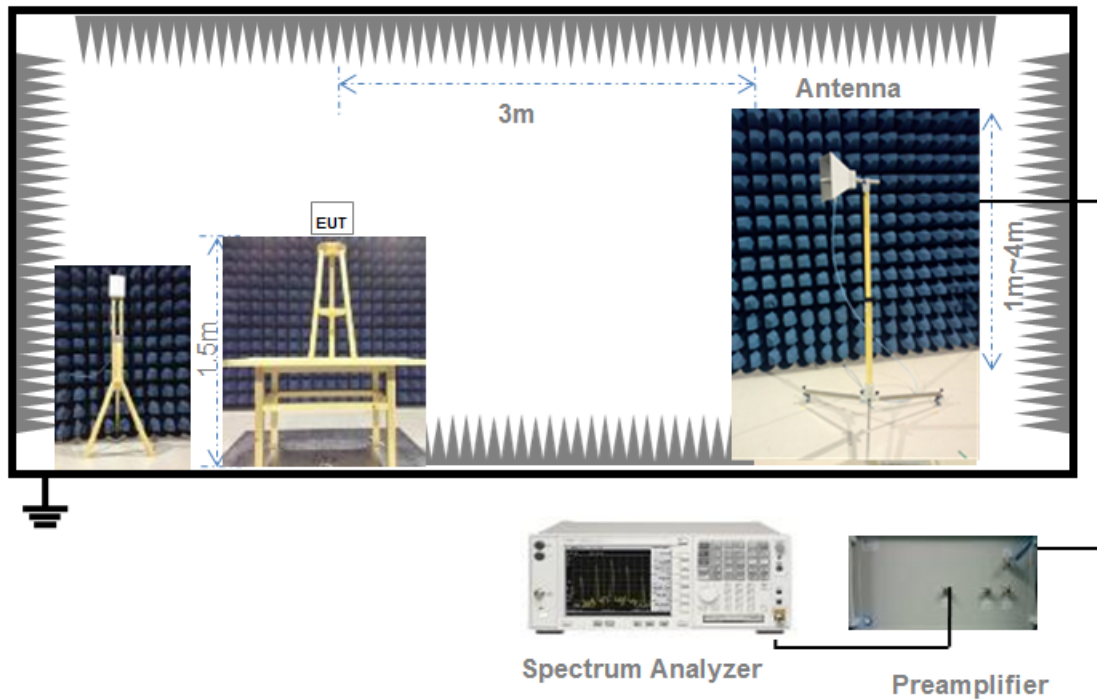 Antenna
3m
EUT
1.5m
1m~4m
Spectrum Analyzer
Preamplifier